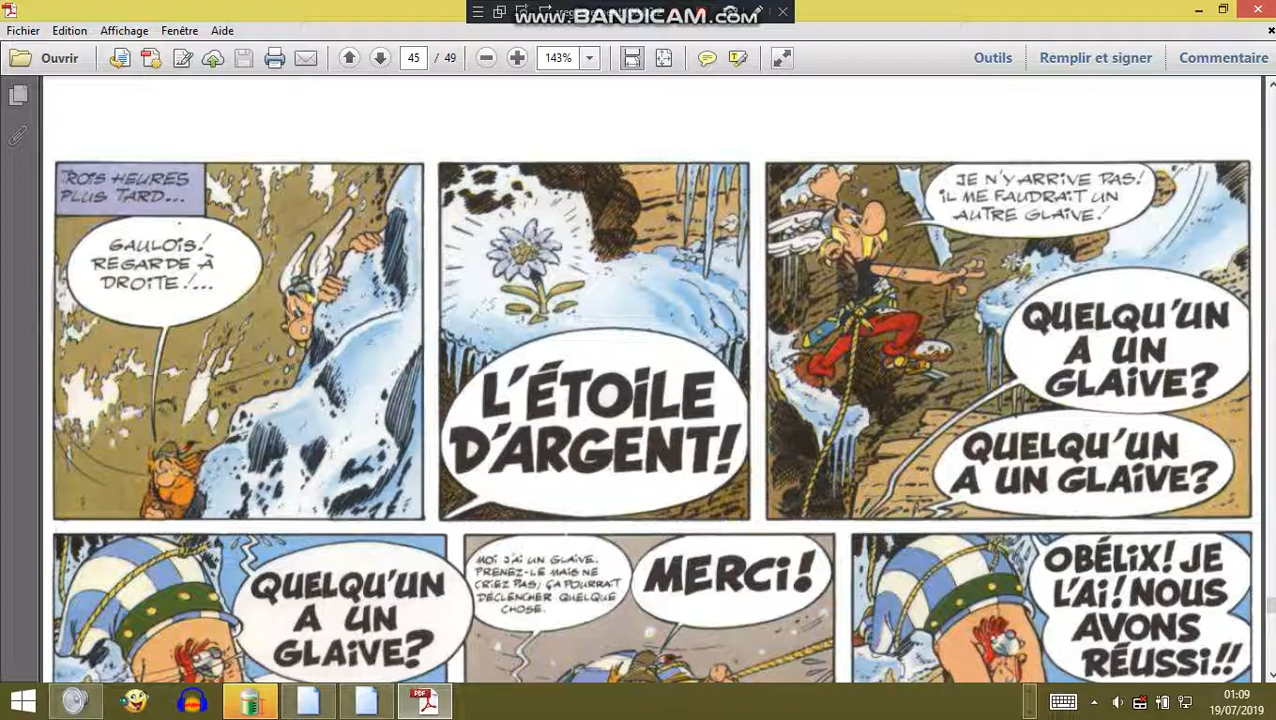 www.BANDICAM.com
Fichier Edition Affichage Fenêtre Aide
Ouvrir 45 / 49 143% Outils Remplir et signer Commentaire
TROIS HEURES
PLUS TARD...
GAULOIS!
REGARDE À
DROITE!...
L'ÉTOILE
D'ARGENT!
JE N'Y ARRIVE PAS!
IL ME FAUDRAIT UN
AUTRE GLAIVE!
QUELQU'UN
A UN
GLAIVE?
QUELQU'UN
A UN GLAIVE?
QUELQU'UN
A UN
GLAIVE?
MOI J'AI UN GLAIVE.
PRENEZ-LE MAIS NE
CRIEZ PAS; ÇA POURRAIT
DÉCLENCHER QUELQUE
CHOSE.
MERCI!
OBÉLIX! JE
L'AI! NOUS
AVONS
RÉUSSI!!
PDF
01:09
19/07/2019